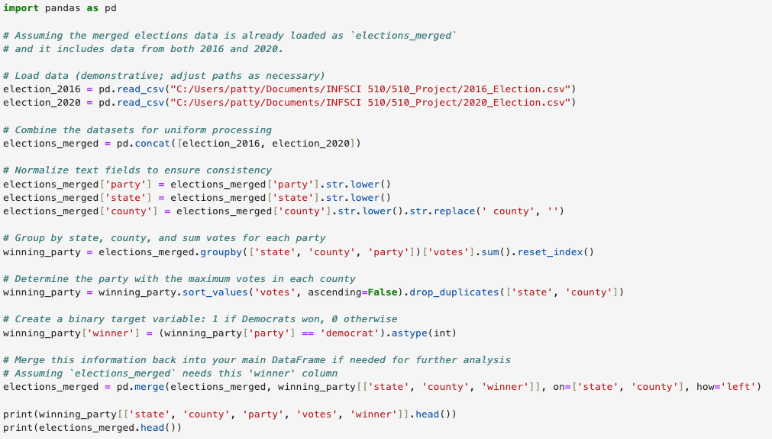 import pandas as pd
# Assuming the merged elections data is already loaded as `elections_merged`
# and it includes data from both 2016 and 2020.
# Load data (demonstrative; adjust paths as necessary)
election_2016 = pd.read_csv("C:/Users/patty/Documents/INFSCI 510/510_Project/2016_Election.csv")
election_2020 = pd.read_csv("C:/Users/patty/Documents/INFSCI 510/510_Project/2020_Election.csv")
# Combine the datasets for uniform processing
elections_merged = pd.concat([election_2016, election_2020])
# Normalize text fields to ensure consistency
elections_merged['party'] = elections_merged['party'].str.lower()
elections_merged['state'] = elections_merged['state'].str.lower()
elections_merged['county'] = elections_merged['county'].str.lower().str.replace(' county', '')
# Group by state, county, and sum votes for each party
winning_party = elections_merged.groupby(['state', 'county', 'party'])['votes'].sum().reset_index()
# Determine the party with the maximum votes in each county
winning_party = winning_party.sort_values('votes', ascending=False).drop_duplicates(['state', 'county'])
# Create a binary target variable: 1 if Democrats won, 0 otherwise
winning_party['winner'] = (winning_party['party'] == 'democrat').astype(int)
# Merge this information back into your main DataFrame if needed for further analysis
# Assuming `elections_merged` needs this 'winner' column
elections_merged = pd.merge(elections_merged, winning_party[['state', 'county', 'winner']], on=['state', 'county'], how='left')
print(winning_party[['state', 'county', 'party', 'votes', 'winner']].head())
print(elections_merged.head())